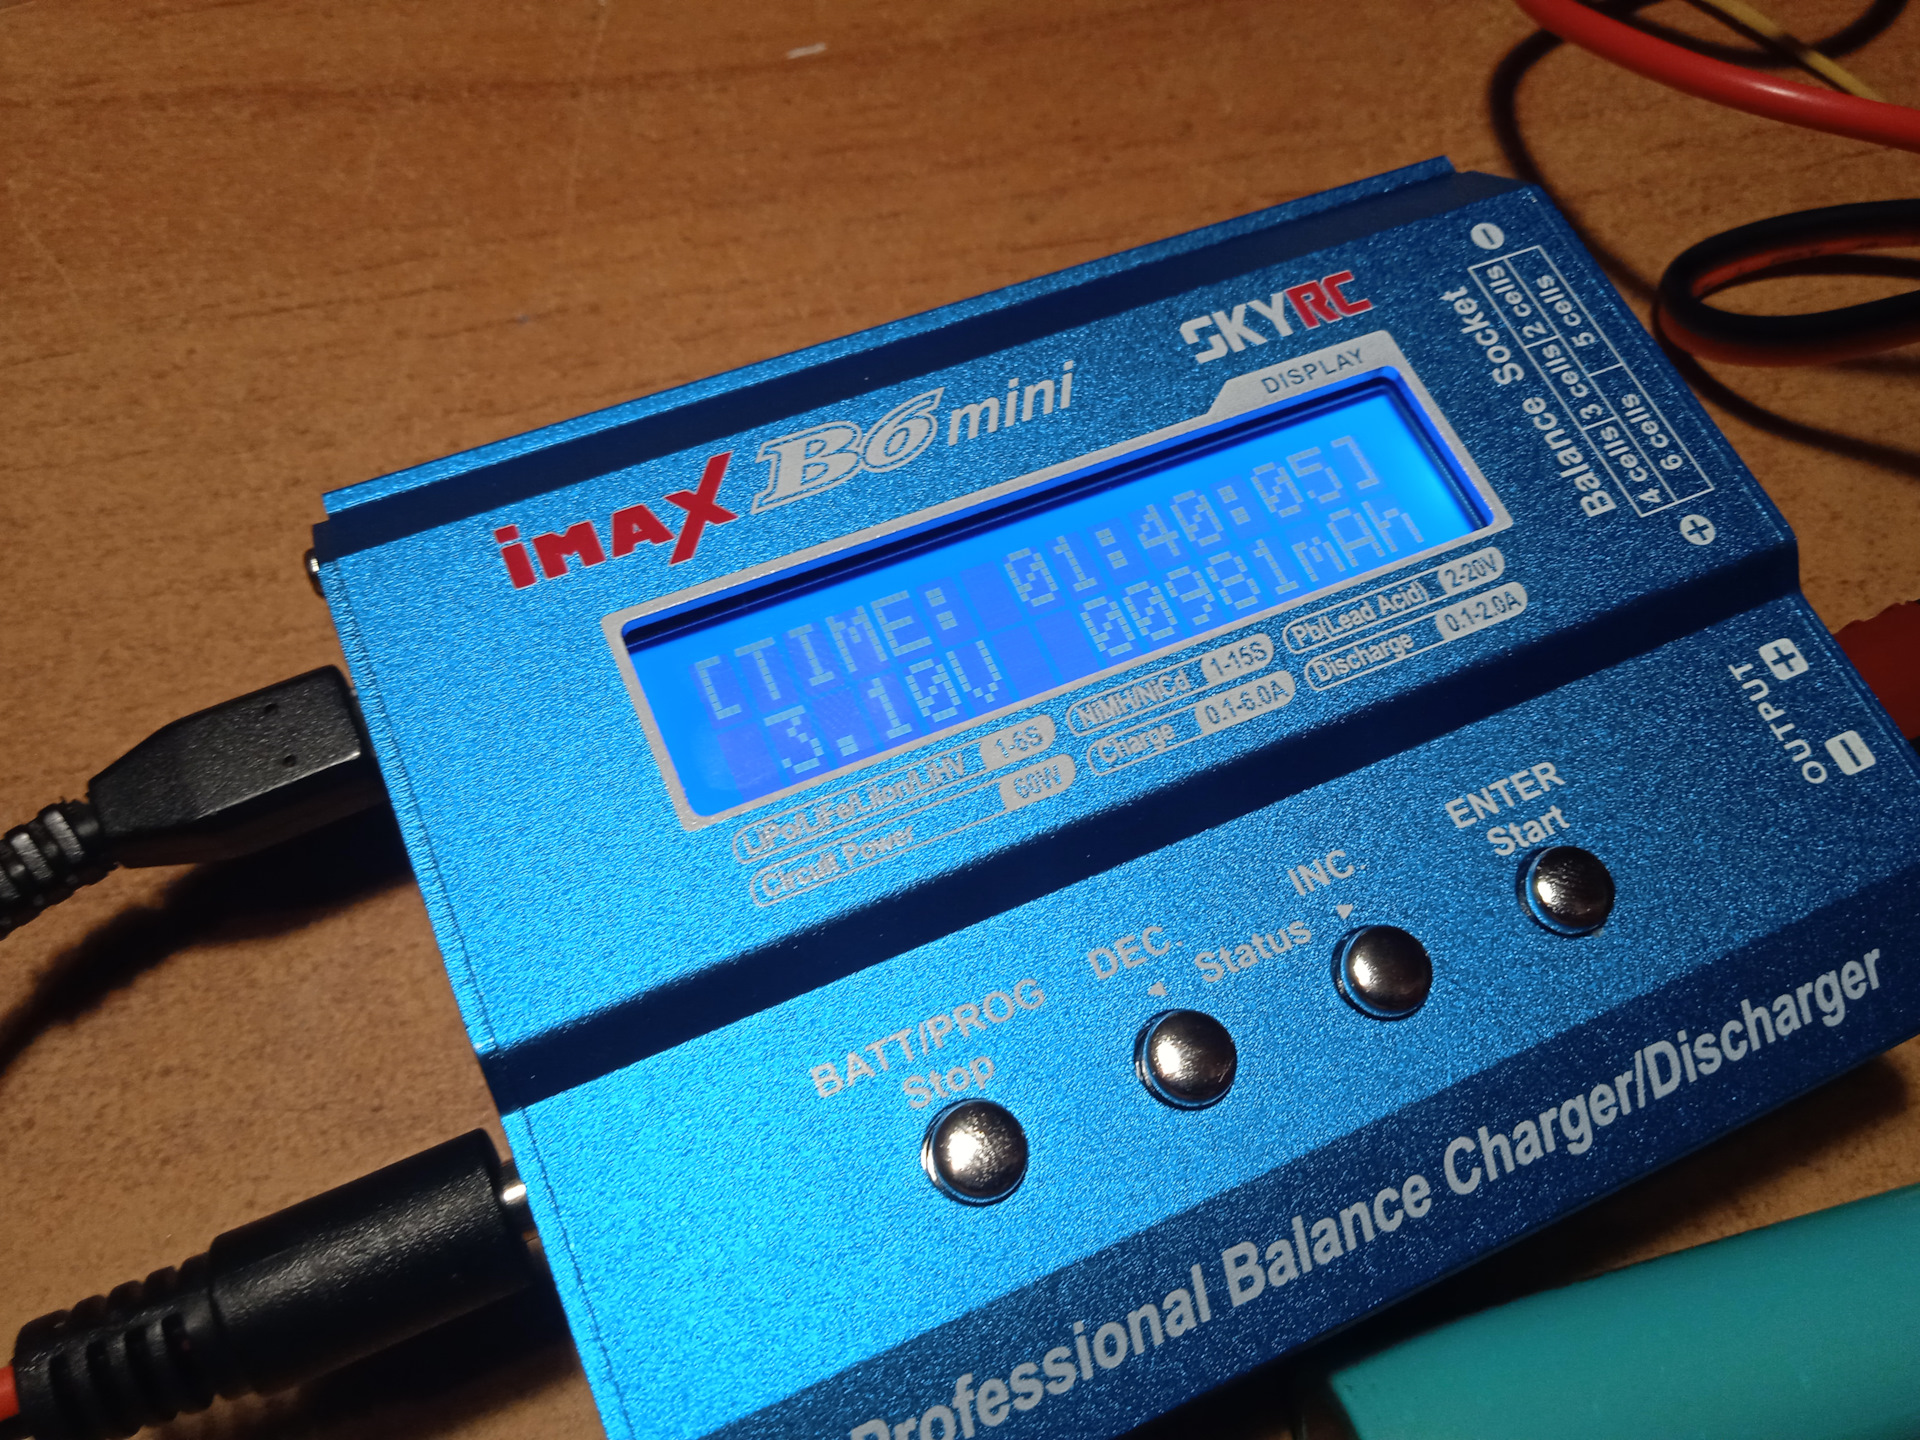 iMAX B6 mini
SKYRC
DISPLAY
[TIME: 01:40:05]
3.10V 00981mAh
LiPo/LiFe/LiIon/LiHV 1-6S
NiMH/NiCd 1-15S
Pb(Lead Acid) 2-20V
Circuit Power 60W
Charge 0.1-6.0A
Discharge 0.1-2.0A
Balance Socket
4 cells 3 cells 2 cells
6 cells 5 cells
OUTPUT
BATT/PROG
Stop
DEC.
Status
INC.
ENTER
Start
Professional Balance Charger/Discharger